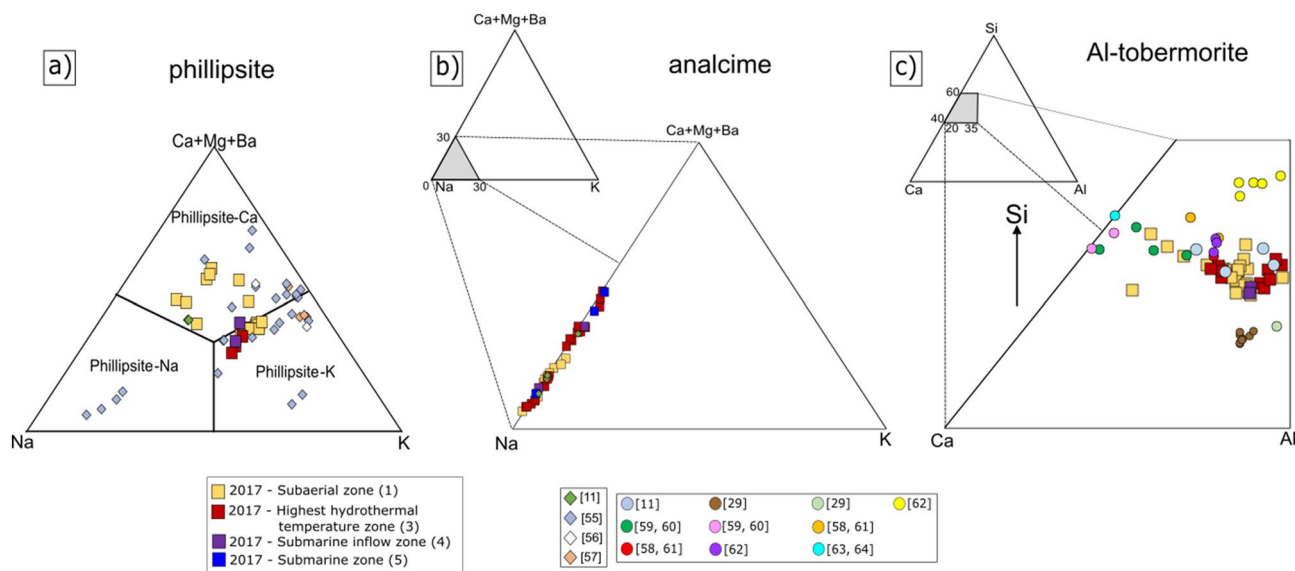 a)
phillipsite
Ca+Mg+Ba
Phillipsite-Ca
Phillipsite-Na
Phillipsite-K
Na
K
b)
analcime
Ca+Mg+Ba
30
0
Na
30
K
Ca+Mg+Ba
Na
K
c)
Al-tobermorite
Si
60
40
20
35
Ca
Al
Si
Ca
Al
2017 - Subaerial zone (1)
2017 - Highest hydrothermal
temperature zone (3)
2017 - Submarine inflow zone (4)
2017 - Submarine zone (5)
[11]
[55]
[56]
[57]
[11]
[29]
[29]
[62]
[59, 60]
[59, 60]
[58, 61]
[58, 61]
[62]
[63, 64]